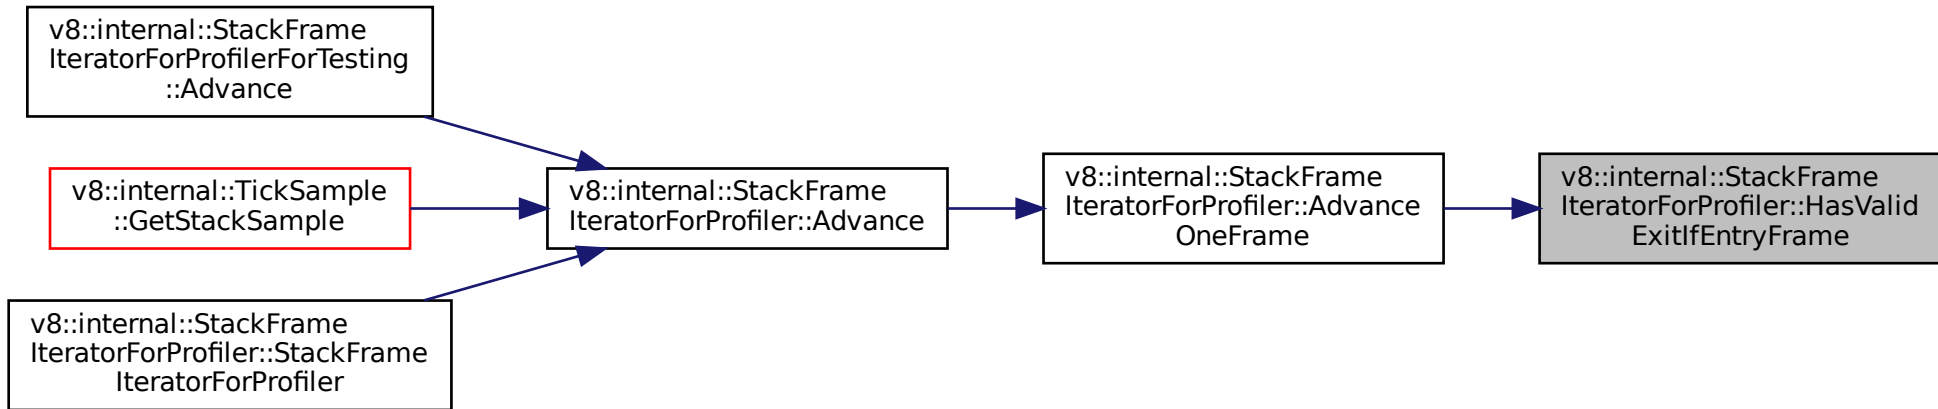 v8::internal::StackFrame
IteratorForProfilerForTesting
::Advance
v8::internal::TickSample
::GetStackSample
v8::internal::StackFrame
IteratorForProfiler::StackFrame
IteratorForProfiler
v8::internal::StackFrame
IteratorForProfiler::Advance
v8::internal::StackFrame
IteratorForProfiler::Advance
OneFrame
v8::internal::StackFrame
IteratorForProfiler::HasValid
ExitIfEntryFrame